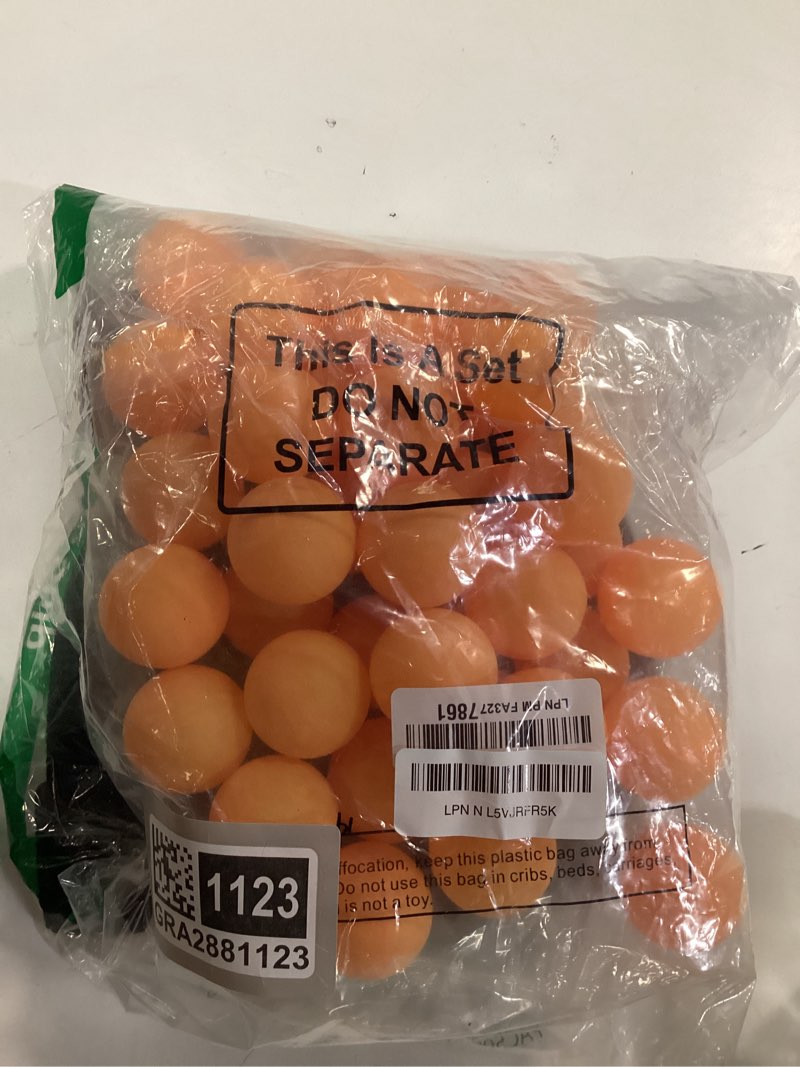 This Is A Set
DO NOT
SEPARATE
LPN PM FA327 7861
LPN N L5VJRFR5K
ffocation, keep this plastic bag away from
Do not use this bag in cribs, beds, carriages,
is not a toy.
1123
GRA2881123